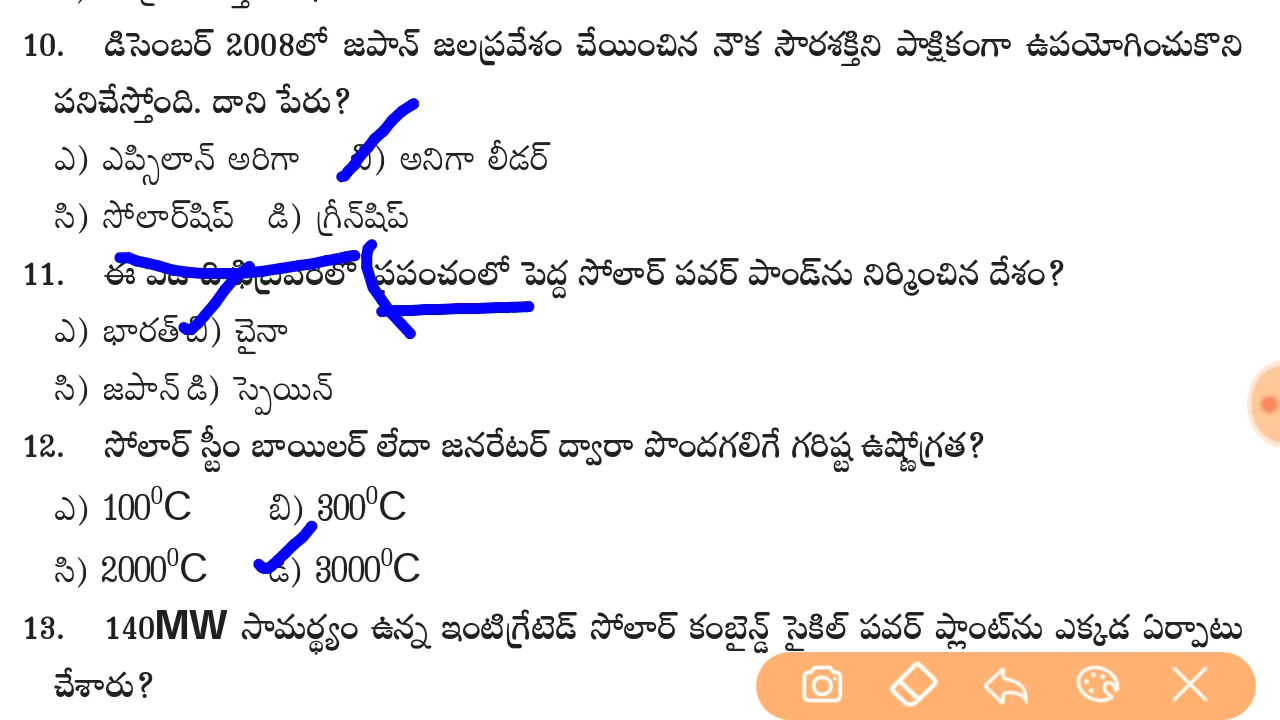 10. డిసెంబర్ 2008లో జపాన్ జలప్రవేశం చేయించిన నౌక సౌరశక్తిని పాక్షికంగా ఉపయోగించుకొని
పనిచేస్తోంది. దాని పేరు?
ఎ) ఎప్సిలాన్ అరిగా బి) అనిగా లీడర్
సి) సోలార్‌షిప్ డి) గ్రీన్‌షిప్
11. ఈ ఏడాది ఫిబ్రవరిలో ప్రపంచంలో పెద్ద సోలార్ పవర్ పాండ్‌ను నిర్మించిన దేశం?
ఎ) భారత్ బి) చైనా
సి) జపాన్ డి) స్పెయిన్
12. సోలార్ స్టీం బాయిలర్ లేదా జనరేటర్ ద్వారా పొందగలిగే గరిష్ట ఉష్ణోగ్రత?
ఎ) 100⁰C బి) 300⁰C
సి) 2000⁰C డి) 3000⁰C
13. 140MW సామర్థ్యం ఉన్న ఇంటిగ్రేటెడ్ సోలార్ కంబైన్డ్ సైకిల్ పవర్ ప్లాంట్‌ను ఎక్కడ ఏర్పాటు
చేశారు?